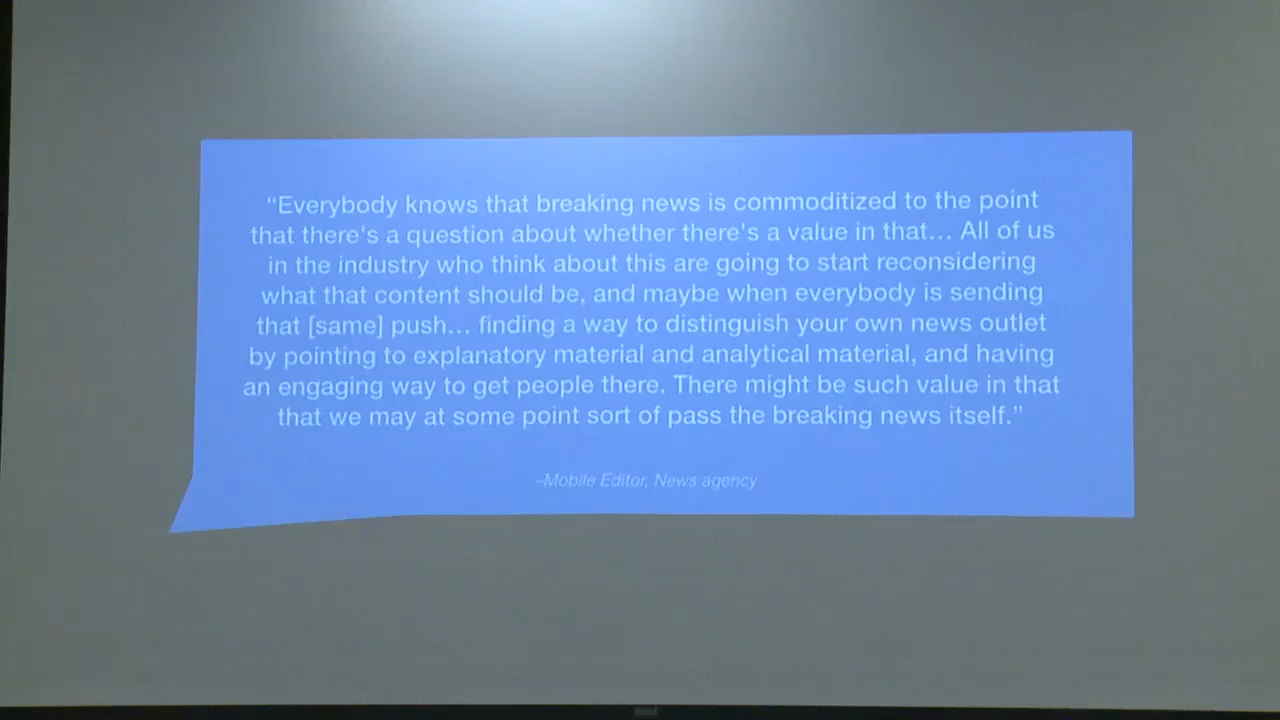 “Everybody knows that breaking news is commoditized to the point
that there's a question about whether there's a value in that… All of us
in the industry who think about this are going to start reconsidering
what that content should be, and maybe when everybody is sending
that [same] push… finding a way to distinguish your own news outlet
by pointing to explanatory material and analytical material, and having
an engaging way to get people there. There might be such value in that
that we may at some point sort of pass the breaking news itself.”
–Mobile Editor, News agency